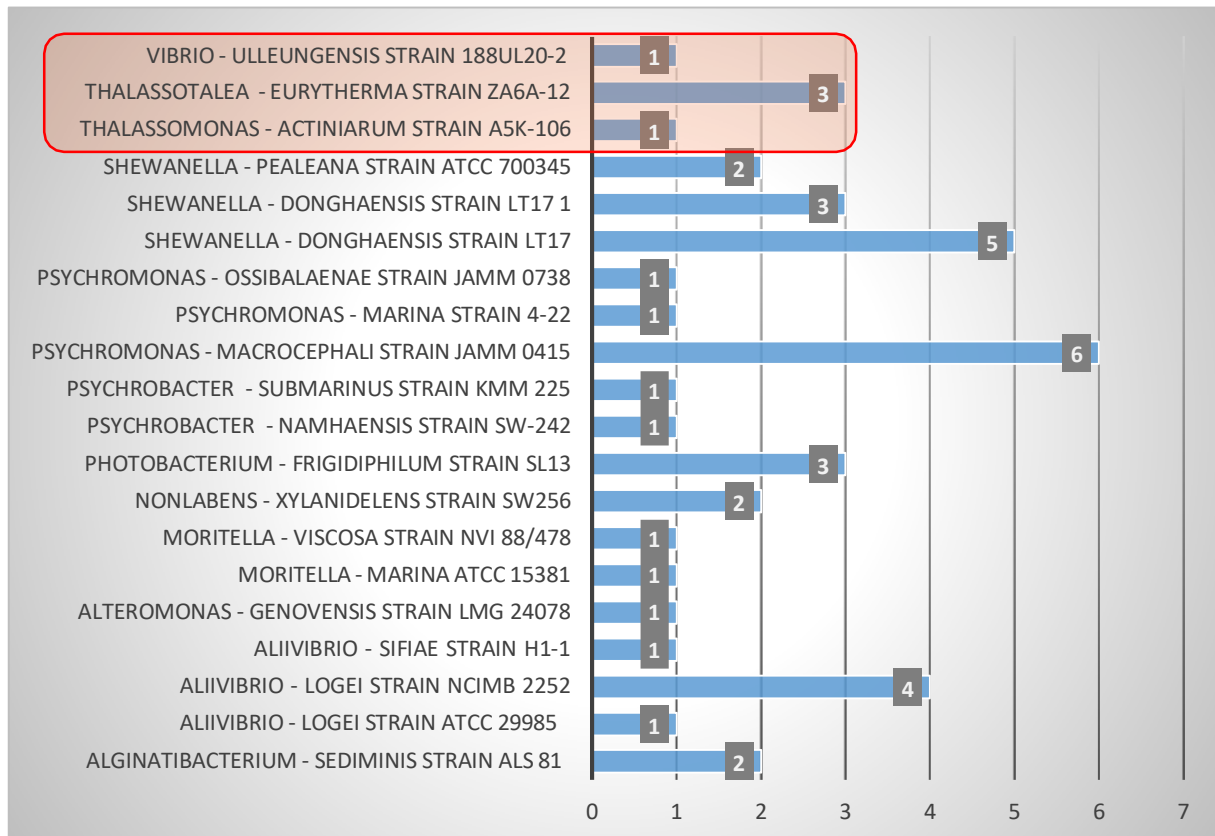 VIBRIO - ULLEUNGENSIS STRAIN 188UL20-2 1
THALASSOTALEA - EURYTHERMA STRAIN ZA6A-12 3
THALASSOMONAS - ACTINIARUM STRAIN A5K-106 1
SHEWANELLA - PEALEANA STRAIN ATCC 700345 2
SHEWANELLA - DONGHAENSIS STRAIN LT17 1 3
SHEWANELLA - DONGHAENSIS STRAIN LT17 5
PSYCHROMONAS - OSSIBALAENAE STRAIN JAMM 0738 1
PSYCHROMONAS - MARINA STRAIN 4-22 1
PSYCHROMONAS - MACROCEPHALI STRAIN JAMM 0415 6
PSYCHROBACTER - SUBMARINUS STRAIN KMM 225 1
PSYCHROBACTER - NAMHAENSIS STRAIN SW-242 1
PHOTOBACTERIUM - FRIGIDIPHILUM STRAIN SL13 3
NONLABENS - XYLANIDELENS STRAIN SW256 2
MORITELLA - VISCOSA STRAIN NVI 88/478 1
MORITELLA - MARINA ATCC 15381 1
ALTEROMONAS - GENOVENSIS STRAIN LMG 24078 1
ALIIVIBRIO - SIFIAE STRAIN H1-1 1
ALIIVIBRIO - LOGEI STRAIN NCIMB 2252 4
ALIIVIBRIO - LOGEI STRAIN ATCC 29985 1
ALGINATIBACTERIUM - SEDIMINIS STRAIN ALS 81 2
0 1 2 3 4 5 6 7